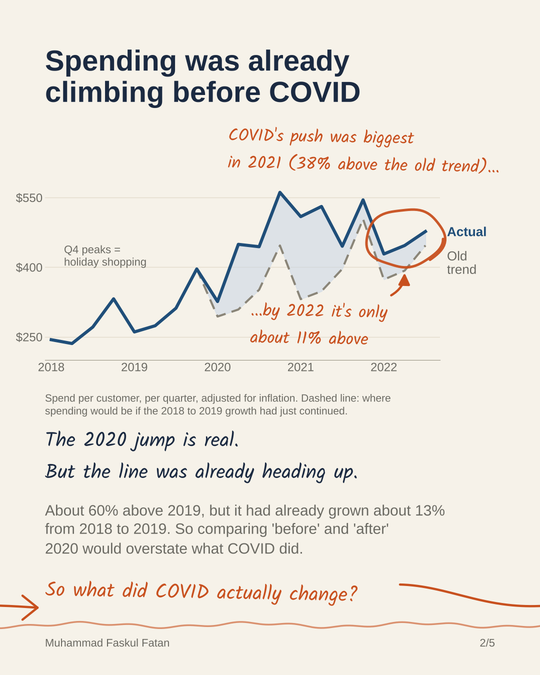 Spending was already
climbing before COVID
COVID's push was biggest
in 2021 (38% above the old trend)...
$550
Actual
Q4 peaks =
holiday shopping
Old
trend
$400
...by 2022 it's only
about 11% above
$250
2018 2019 2020 2021 2022
Spend per customer, per quarter, adjusted for inflation. Dashed line: where
spending would be if the 2018 to 2019 growth had just continued.
The 2020 jump is real.
But the line was already heading up.
About 60% above 2019, but it had already grown about 13%
from 2018 to 2019. So comparing 'before' and 'after'
2020 would overstate what COVID did.
So what did COVID actually change?
Muhammad Faskul Fatan 2/5